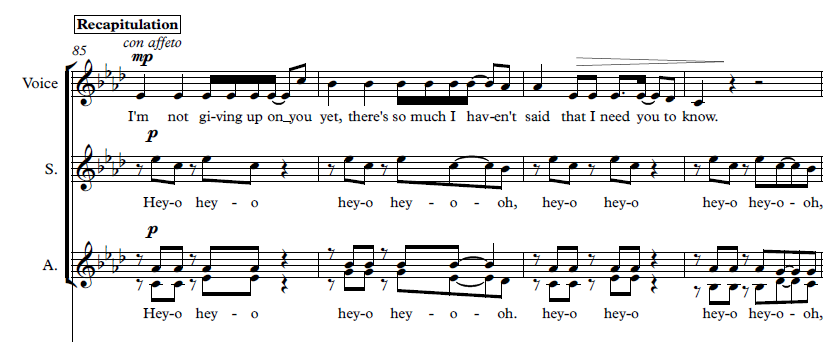 Recapitulation
85
con affeto
mp
Voice
I'm not gi-ving up on_you yet, there's so much I hav-en't said that I need you to know.
p
S.
Hey-o hey - o hey-o hey - o - oh, hey-o hey-o hey-o hey-o - oh,
p
A.
Hey-o hey - o hey-o hey - o - oh. hey-o hey-o hey-o hey-o - oh,